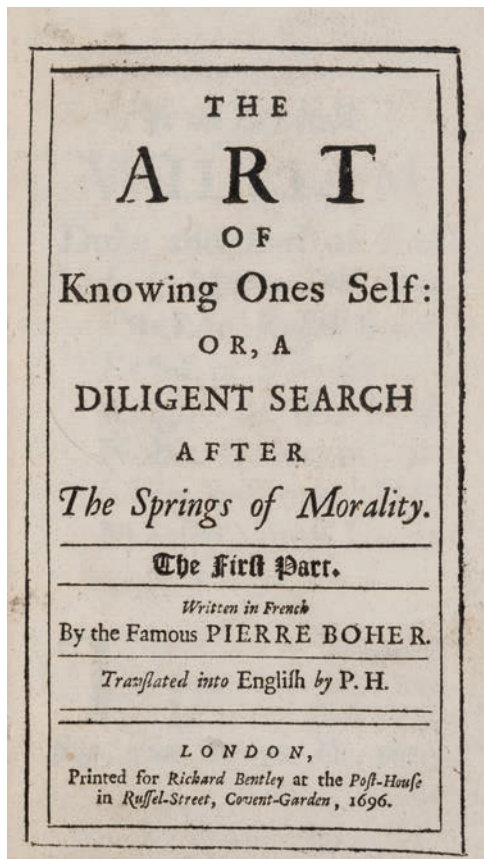 THE
ART
OF
Knowing Ones Self:
OR, A
DILIGENT SEARCH
AFTER
The Springs of Morality.
The First Part.
Written in French
By the Famous PIERRE BOHER.
Tranſlated into Engliſh by P. H.
LONDON,
Printed for Richard Bentley at the Poſt-Houſe
in Ruſſel-Street, Covent-Garden, 1696.